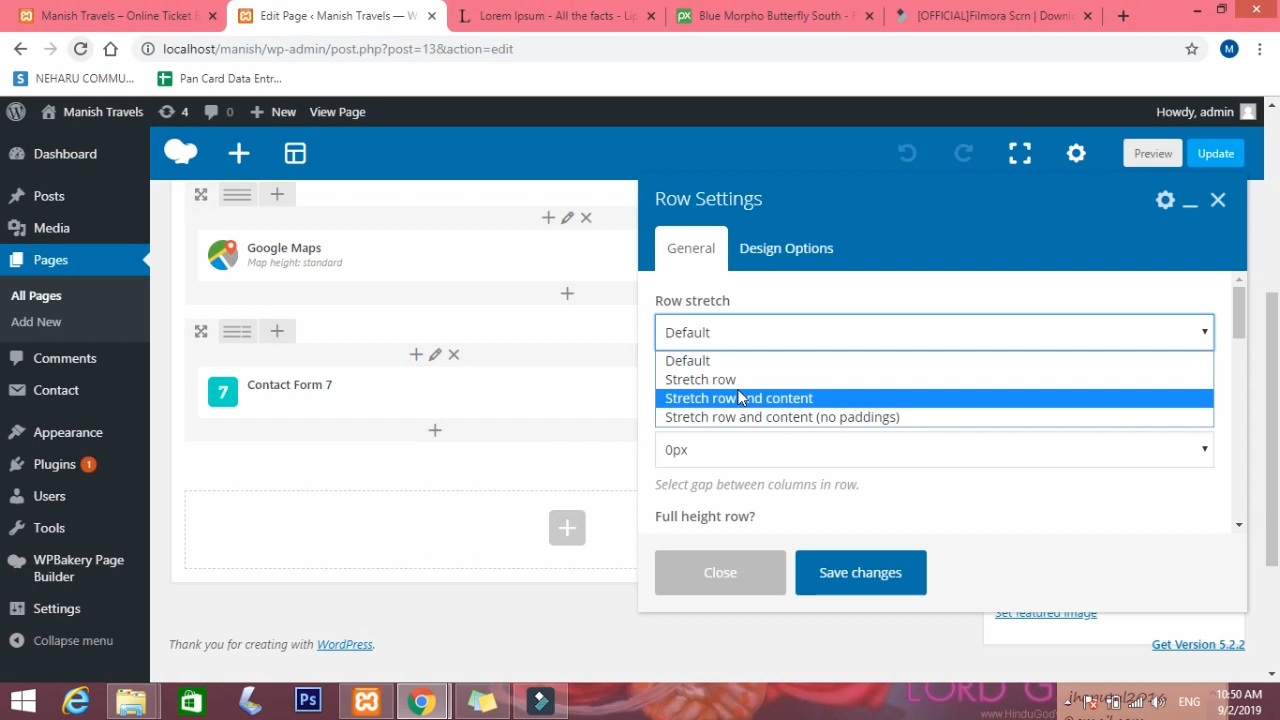 Manish Travels - Online Ticket B
Edit Page ‹ Manish Travels — W
Lorem Ipsum - All the facts - Lip
Blue Morpho Butterfly South - F
[OFFICIAL]Filmora Scrn | Downl
localhost/manish/wp-admin/post.php?post=13&action=edit
M
S NEHARU COMMU...
Pan Card Data Entr...
Manish Travels
4
0
New
View Page
Howdy, admin
Dashboard
Posts
Media
Pages
All Pages
Add New
Comments
Contact
Appearance
Plugins 1
Users
Tools
WPBakery Page
Builder
Settings
Collapse menu
Preview
Update
Google Maps
Map height: standard
7
Contact Form 7
Row Settings
General
Design Options
Row stretch
Default
Default
Stretch row
Stretch row and content
Stretch row and content (no paddings)
0px
Select gap between columns in row.
Full height row?
Close
Save changes
Set featured image
Thank you for creating with WordPress.
Get Version 5.2.2
LORD G
www.HinduGod
Ps
ENG
10:50 AM
9/2/2019